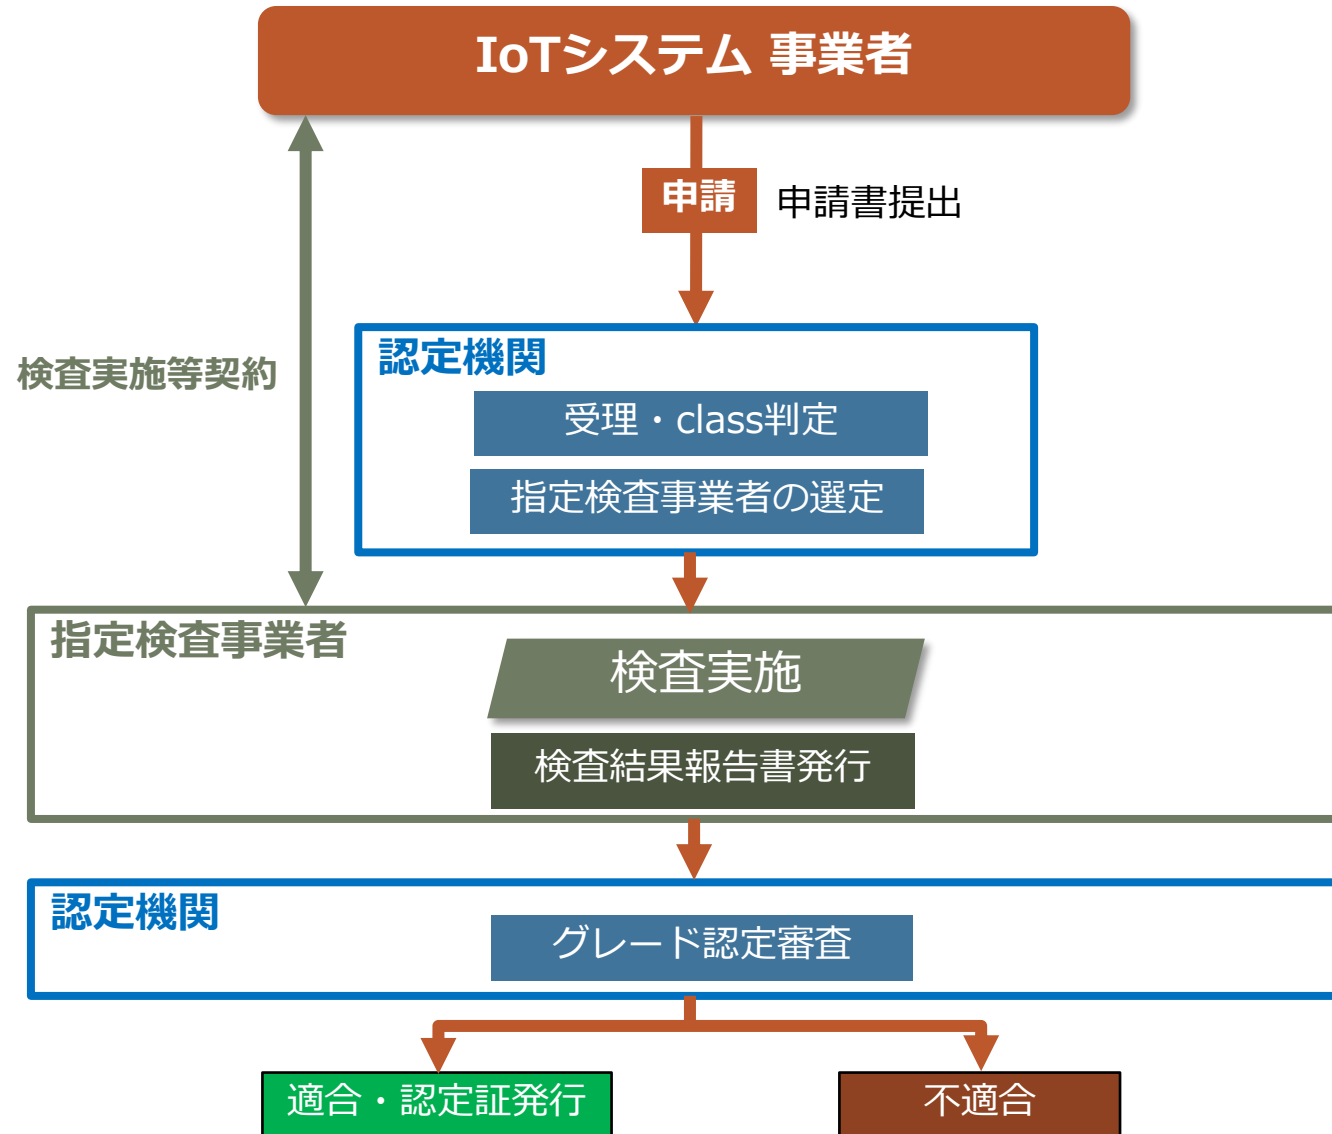 IoTシステム 事業者
申請
申請書提出
検査実施等契約
認定機関
受理・class判定
指定検査事業者の選定
指定検査事業者
検査実施
検査結果報告書発行
認定機関
グレード認定審査
適合・認定証発行
不適合